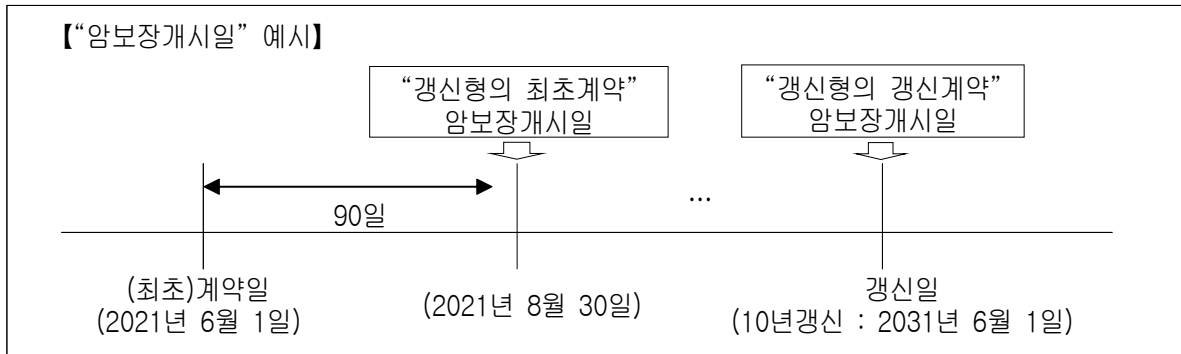 【“암보장개시일” 예시】
“갱신형의 최초계약”
암보장개시일
“갱신형의 갱신계약”
암보장개시일
90일
...
(최초)계약일
(2021년 6월 1일)
(2021년 8월 30일)
갱신일
(10년갱신 : 2031년 6월 1일)